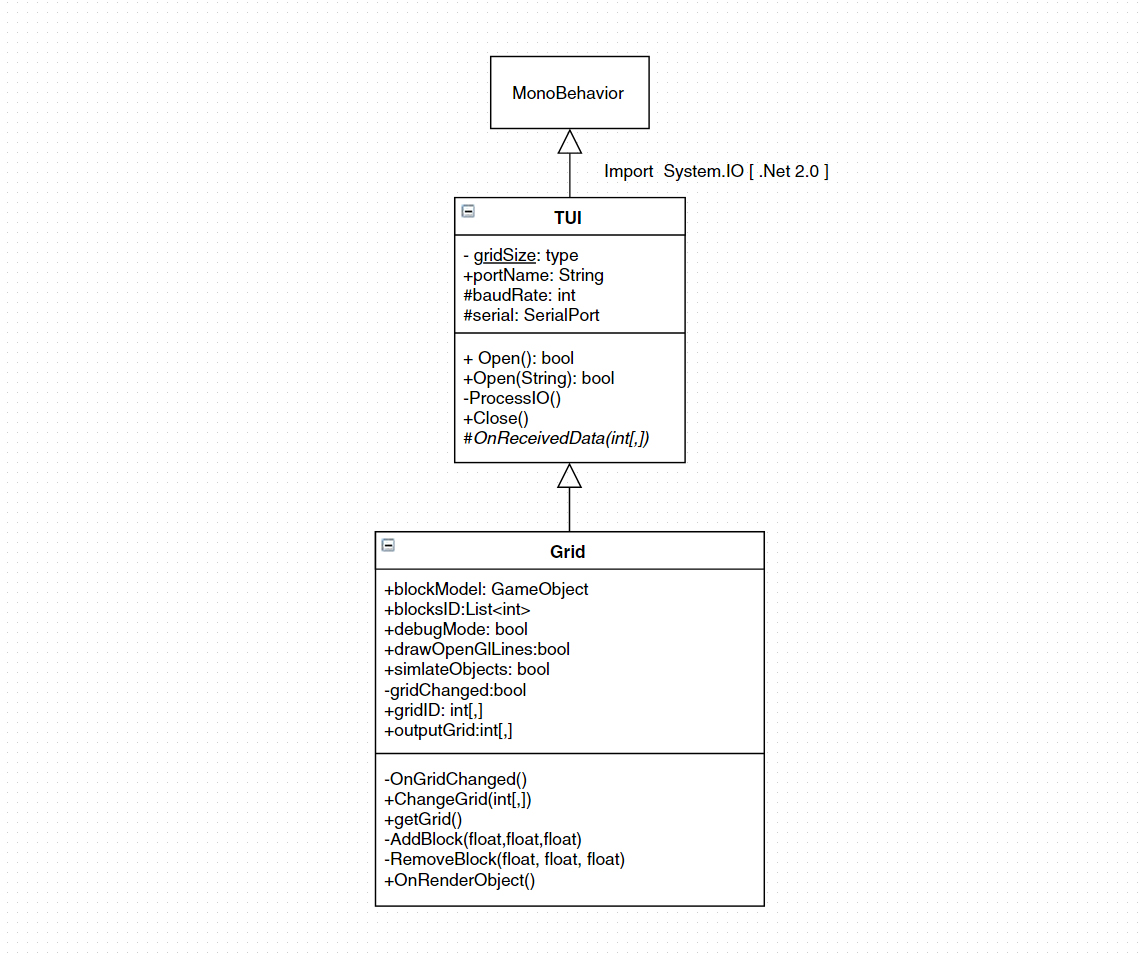 MonoBehavior
Import  System.IO [ .Net 2.0 ]
TUI
- gridSize: type
+portName: String
#baudRate: int
#serial: SerialPort
+ Open(): bool
+Open(String): bool
-ProcessIO()
+Close()
#OnReceivedData(int[,])
Grid
+blockModel: GameObject
+blocksID:List<int>
+debugMode: bool
+drawOpenGlLines:bool
+simlateObjects: bool
-gridChanged:bool
+gridID: int[,]
+outputGrid:int[,]
-OnGridChanged()
+ChangeGrid(int[,])
+getGrid()
-AddBlock(float,float,float)
-RemoveBlock(float, float, float)
+OnRenderObject()